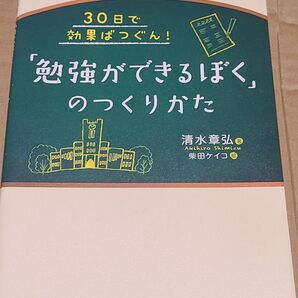 30日で
効果ばつぐん!
「勉強ができるぼく」
のつくりかた
清水章弘 著
Akihiro Shimizu
柴田ケイコ 絵